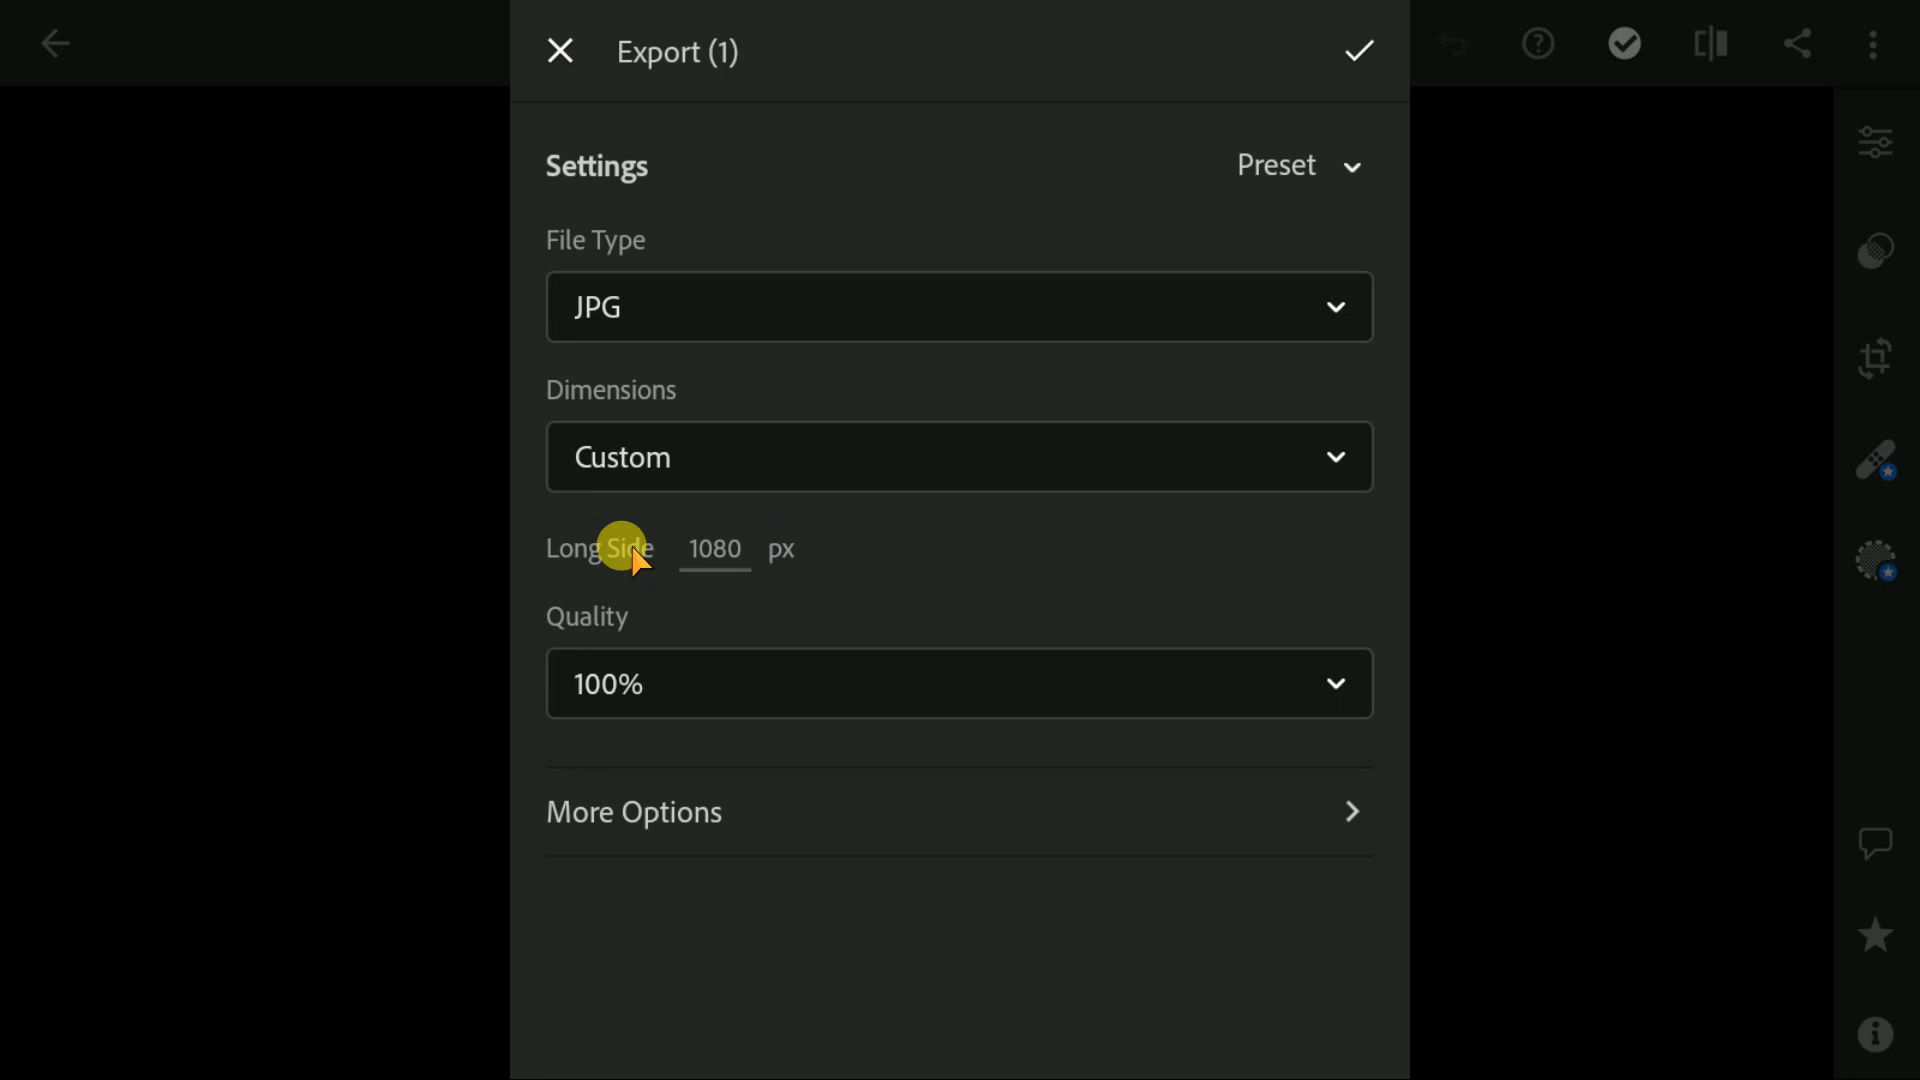 Export (1)
Settings
Preset
File Type
JPG
Dimensions
Custom
Long Side 1080 px
Quality
100%
More Options